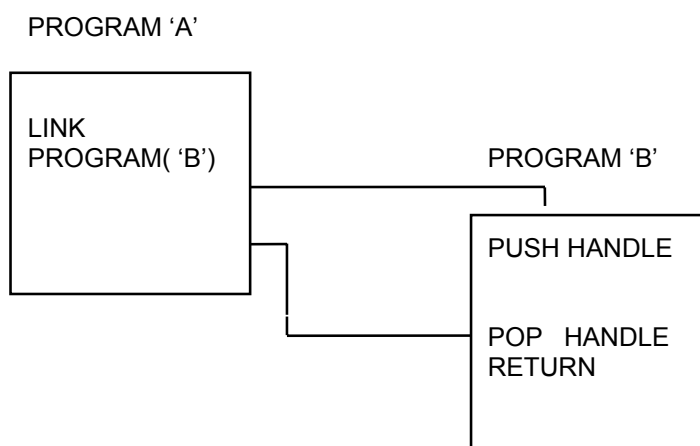 PROGRAM ‘A’
LINK
PROGRAM( ‘B’)
PROGRAM ‘B’
PUSH HANDLE
POP HANDLE
RETURN